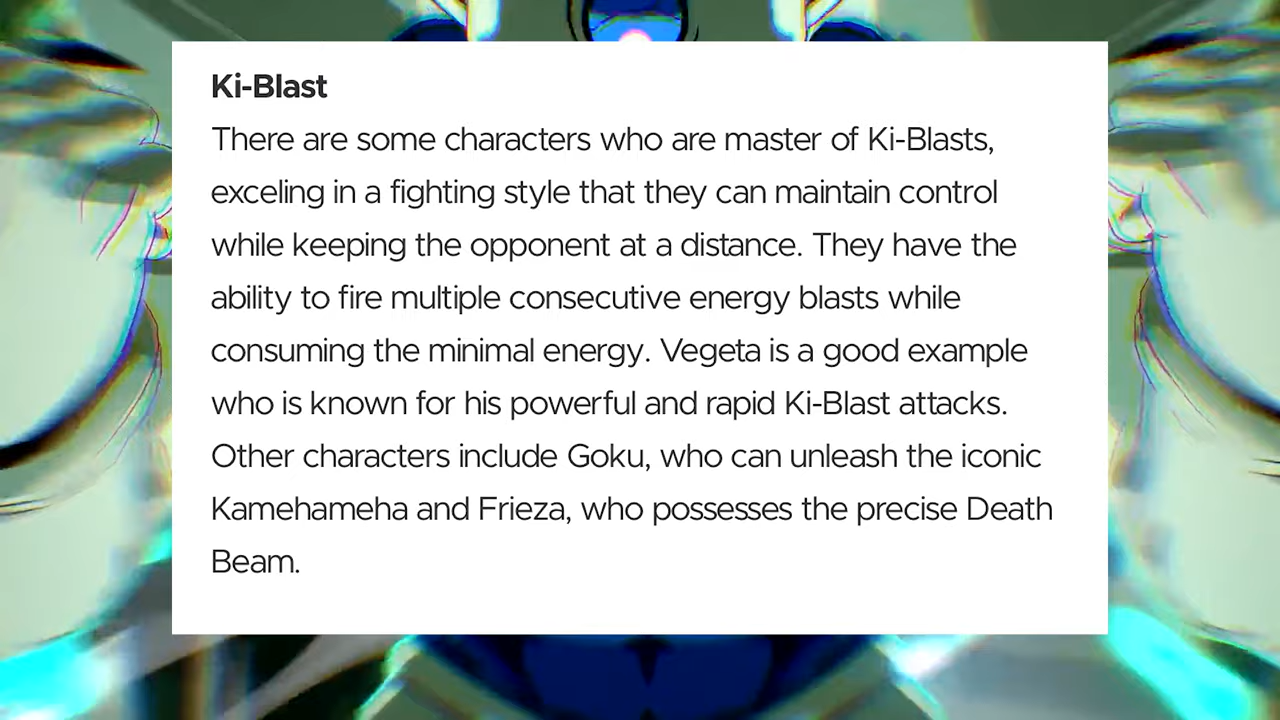 Ki-Blast
There are some characters who are master of Ki-Blasts,
exceling in a fighting style that they can maintain control
while keeping the opponent at a distance. They have the
ability to fire multiple consecutive energy blasts while
consuming the minimal energy. Vegeta is a good example
who is known for his powerful and rapid Ki-Blast attacks.
Other characters include Goku, who can unleash the iconic
Kamehameha and Frieza, who possesses the precise Death
Beam.